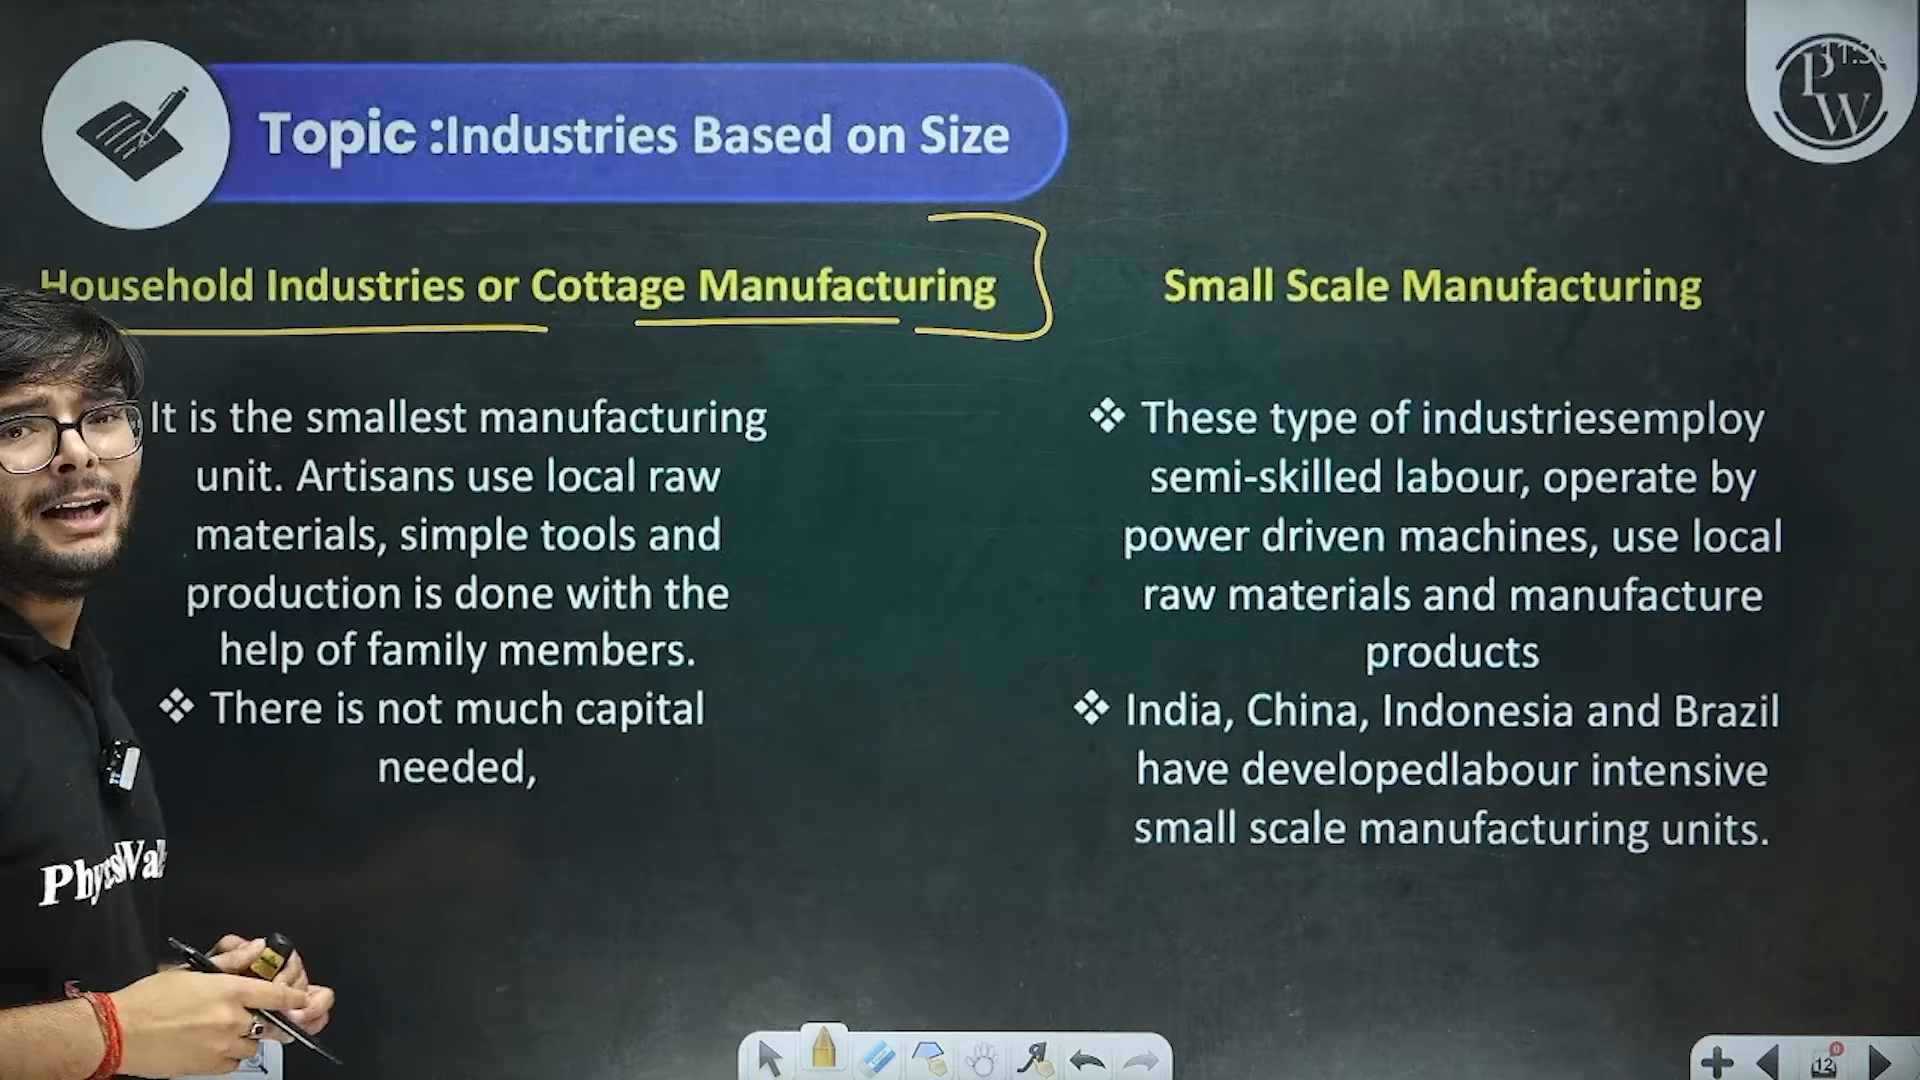 Topic :Industries Based on Size
Household Industries or Cottage Manufacturing
It is the smallest manufacturing
unit. Artisans use local raw
materials, simple tools and
production is done with the
help of family members.
❖ There is not much capital
needed,
Small Scale Manufacturing
❖ These type of industriesemploy
semi-skilled labour, operate by
power driven machines, use local
raw materials and manufacture
products
❖ India, China, Indonesia and Brazil
have developedlabour intensive
small scale manufacturing units.
PW
12
0